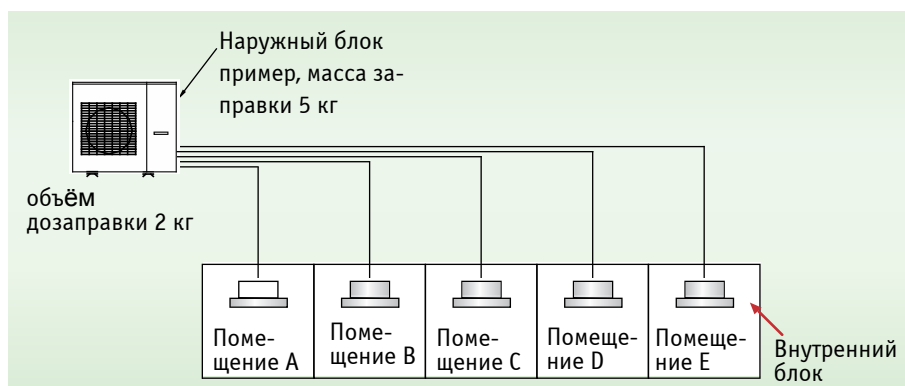 Наружный блок
пример, масса за-
правки 5 кг
объём
дозаправки 2 кг
Поме-
щение A
Поме-
щение B
Поме-
щение C
Помеще-
ние D
Помеще-
ние E
Внутренний
блок